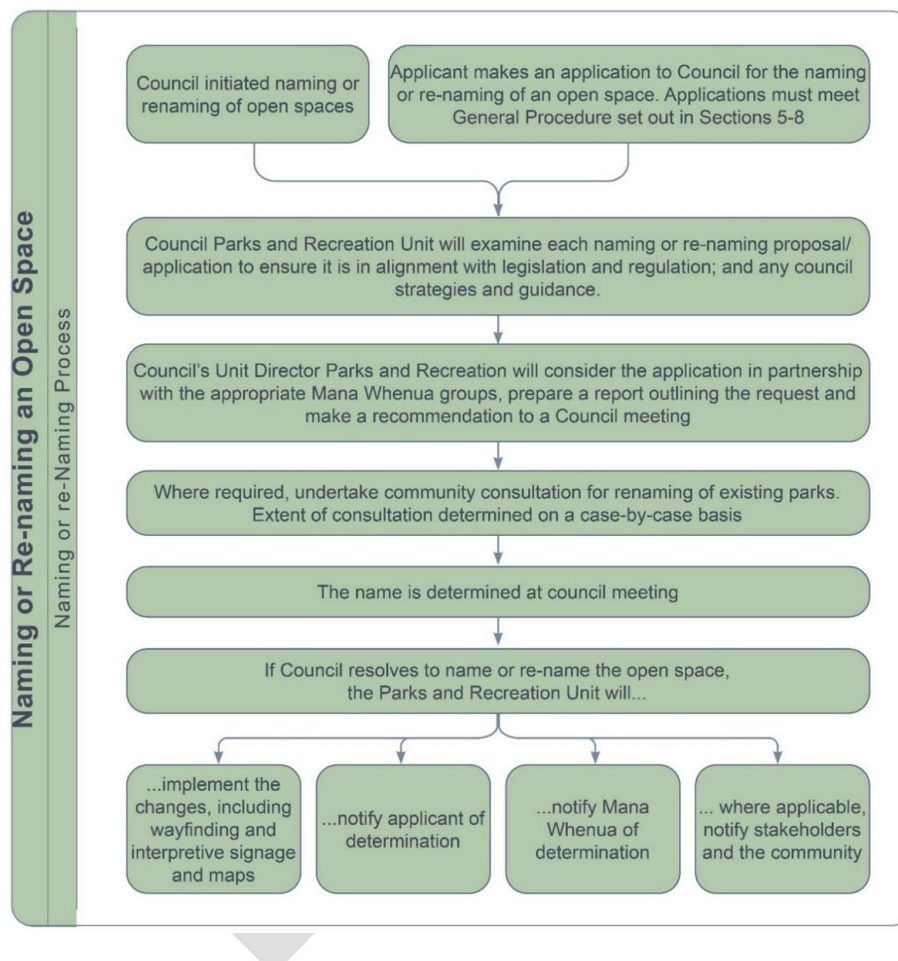 Naming or Re-naming an Open Space
Naming or re-Naming Process
Council initiated naming or
renaming of open spaces
Applicant makes an application to Council for the naming
or re-naming of an open space. Applications must meet
General Procedure set out in Sections 5-8
Council Parks and Recreation Unit will examine each naming or re-naming proposal/
application to ensure it is in alignment with legislation and regulation; and any council
strategies and guidance.
Council's Unit Director Parks and Recreation will consider the application in partnership
with the appropriate Mana Whenua groups, prepare a report outlining the request and
make a recommendation to a Council meeting
Where required, undertake community consultation for renaming of existing parks.
Extent of consultation determined on a case-by-case basis
The name is determined at council meeting
If Council resolves to name or re-name the open space,
the Parks and Recreation Unit will...
...implement the
changes, including
wayfinding and
interpretive signage
and maps
...notify applicant of
determination
...notify Mana
Whenua of
determination
... where applicable,
notify stakeholders
and the community